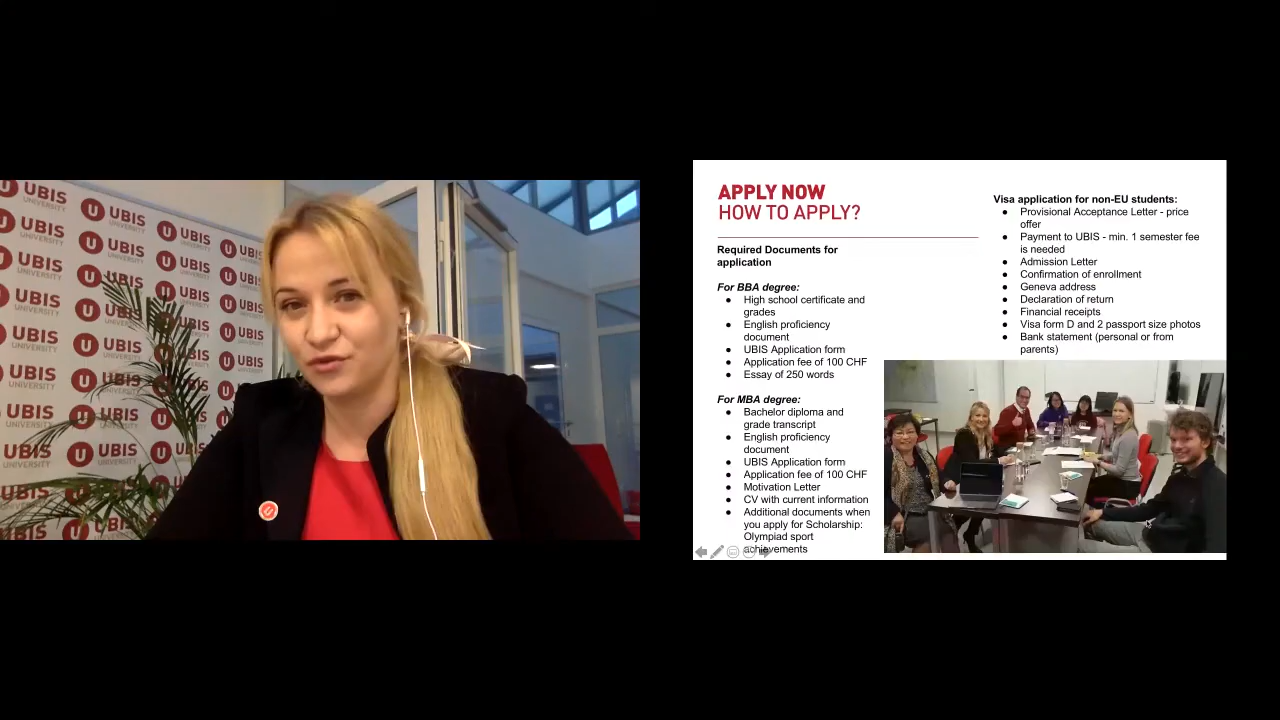 UBIS
UNIVERSITY
APPLY NOW
HOW TO APPLY?
Required Documents for
application
For BBA degree:
● High school certificate and
grades
● English proficiency
document
● UBIS Application form
● Application fee of 100 CHF
● Essay of 250 words
For MBA degree:
● Bachelor diploma and
grade transcript
● English proficiency
document
● UBIS Application form
● Application fee of 100 CHF
● Motivation Letter
● CV with current information
● Additional documents when
you apply for Scholarship:
Olympiad sport
achievements
Visa application for non-EU students:
● Provisional Acceptance Letter - price
offer
● Payment to UBIS - min. 1 semester fee
is needed
● Admission Letter
● Confirmation of enrollment
● Geneva address
● Declaration of return
● Financial receipts
● Visa form D and 2 passport size photos
● Bank statement (personal or from
parents)